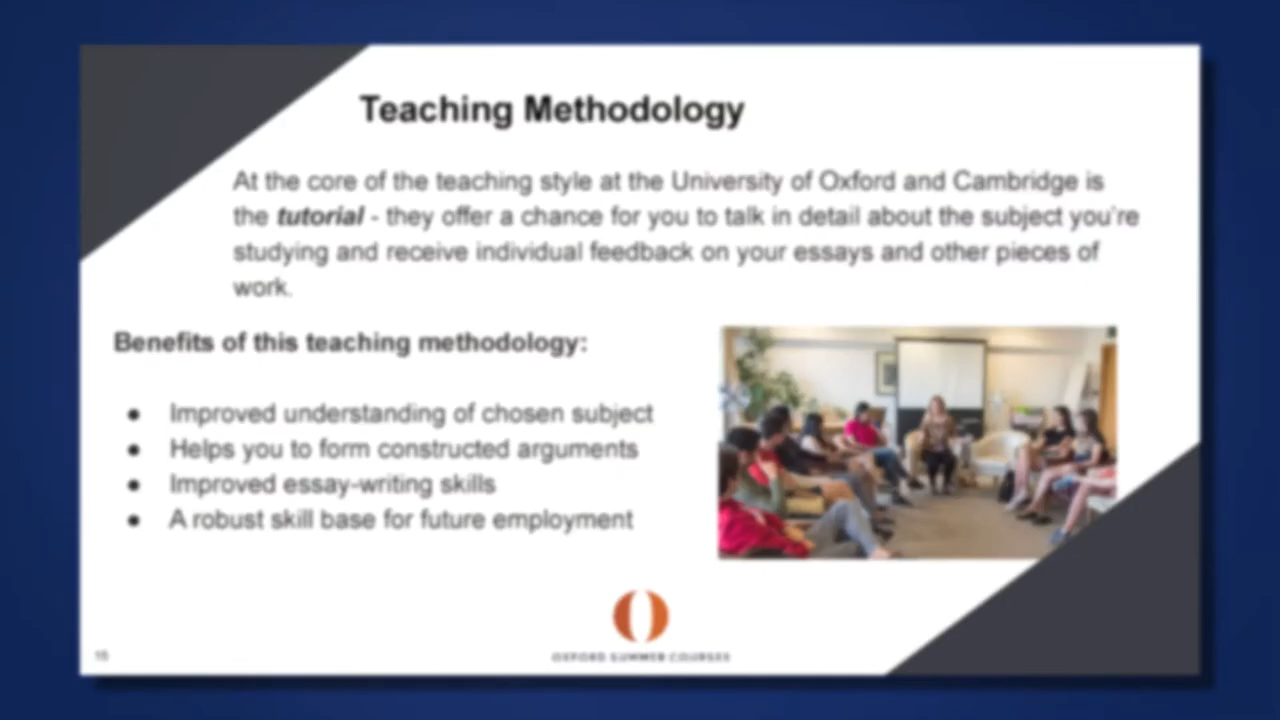 Teaching Methodology
At the core of the teaching style at the University of Oxford and Cambridge is
the tutorial - they offer a chance for you to talk in detail about the subject you're
studying and receive individual feedback on your essays and other pieces of
work.
Benefits of this teaching methodology:
● Improved understanding of chosen subject
● Helps you to form constructed arguments
● Improved essay-writing skills
● A robust skill base for future employment
OXFORD SUMMER COURSES
15